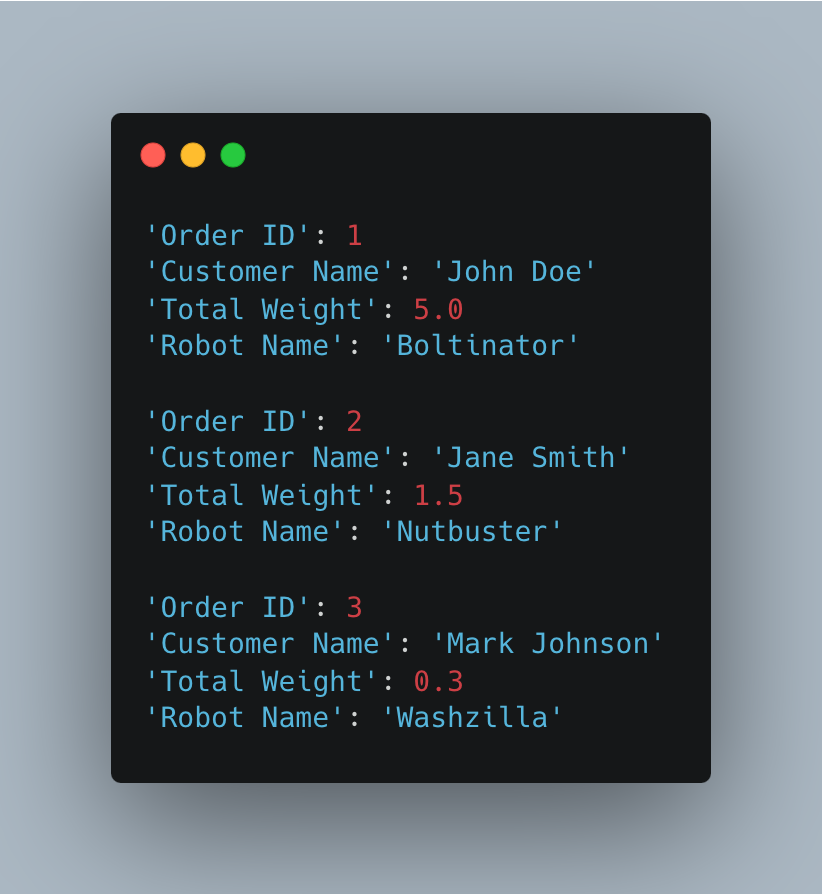 'Order ID': 1
'Customer Name': 'John Doe'
'Total Weight': 5.0
'Robot Name': 'Boltinator'
'Order ID': 2
'Customer Name': 'Jane Smith'
'Total Weight': 1.5
'Robot Name': 'Nutbuster'
'Order ID': 3
'Customer Name': 'Mark Johnson'
'Total Weight': 0.3
'Robot Name': 'Washzilla'